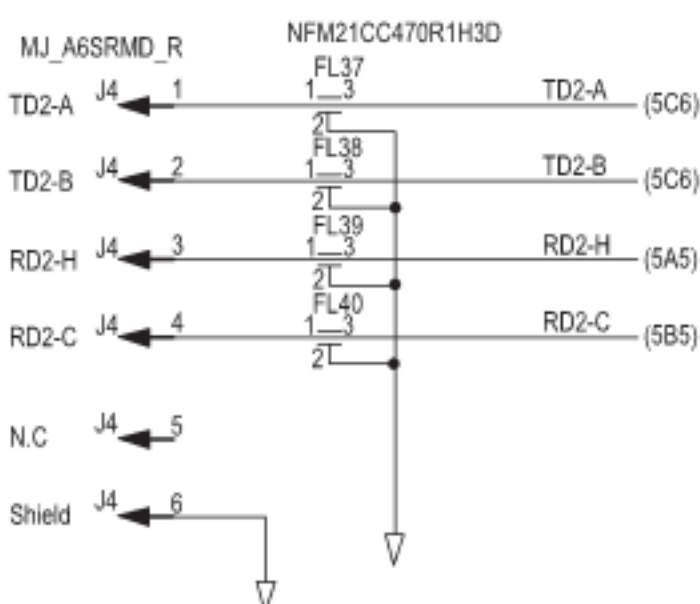 MJ_A6SRMD_R
NFM21CC470R1H3D
FL37
TD2-A J4 1 1 3 TD2-A (5C6)
2
FL38
TD2-B J4 2 1 3 TD2-B (5C6)
2
FL39
RD2-H J4 3 1 3 RD2-H (5A5)
2
FL40
RD2-C J4 4 1 3 RD2-C (5B5)
2
N.C J4 5
Shield J4 6